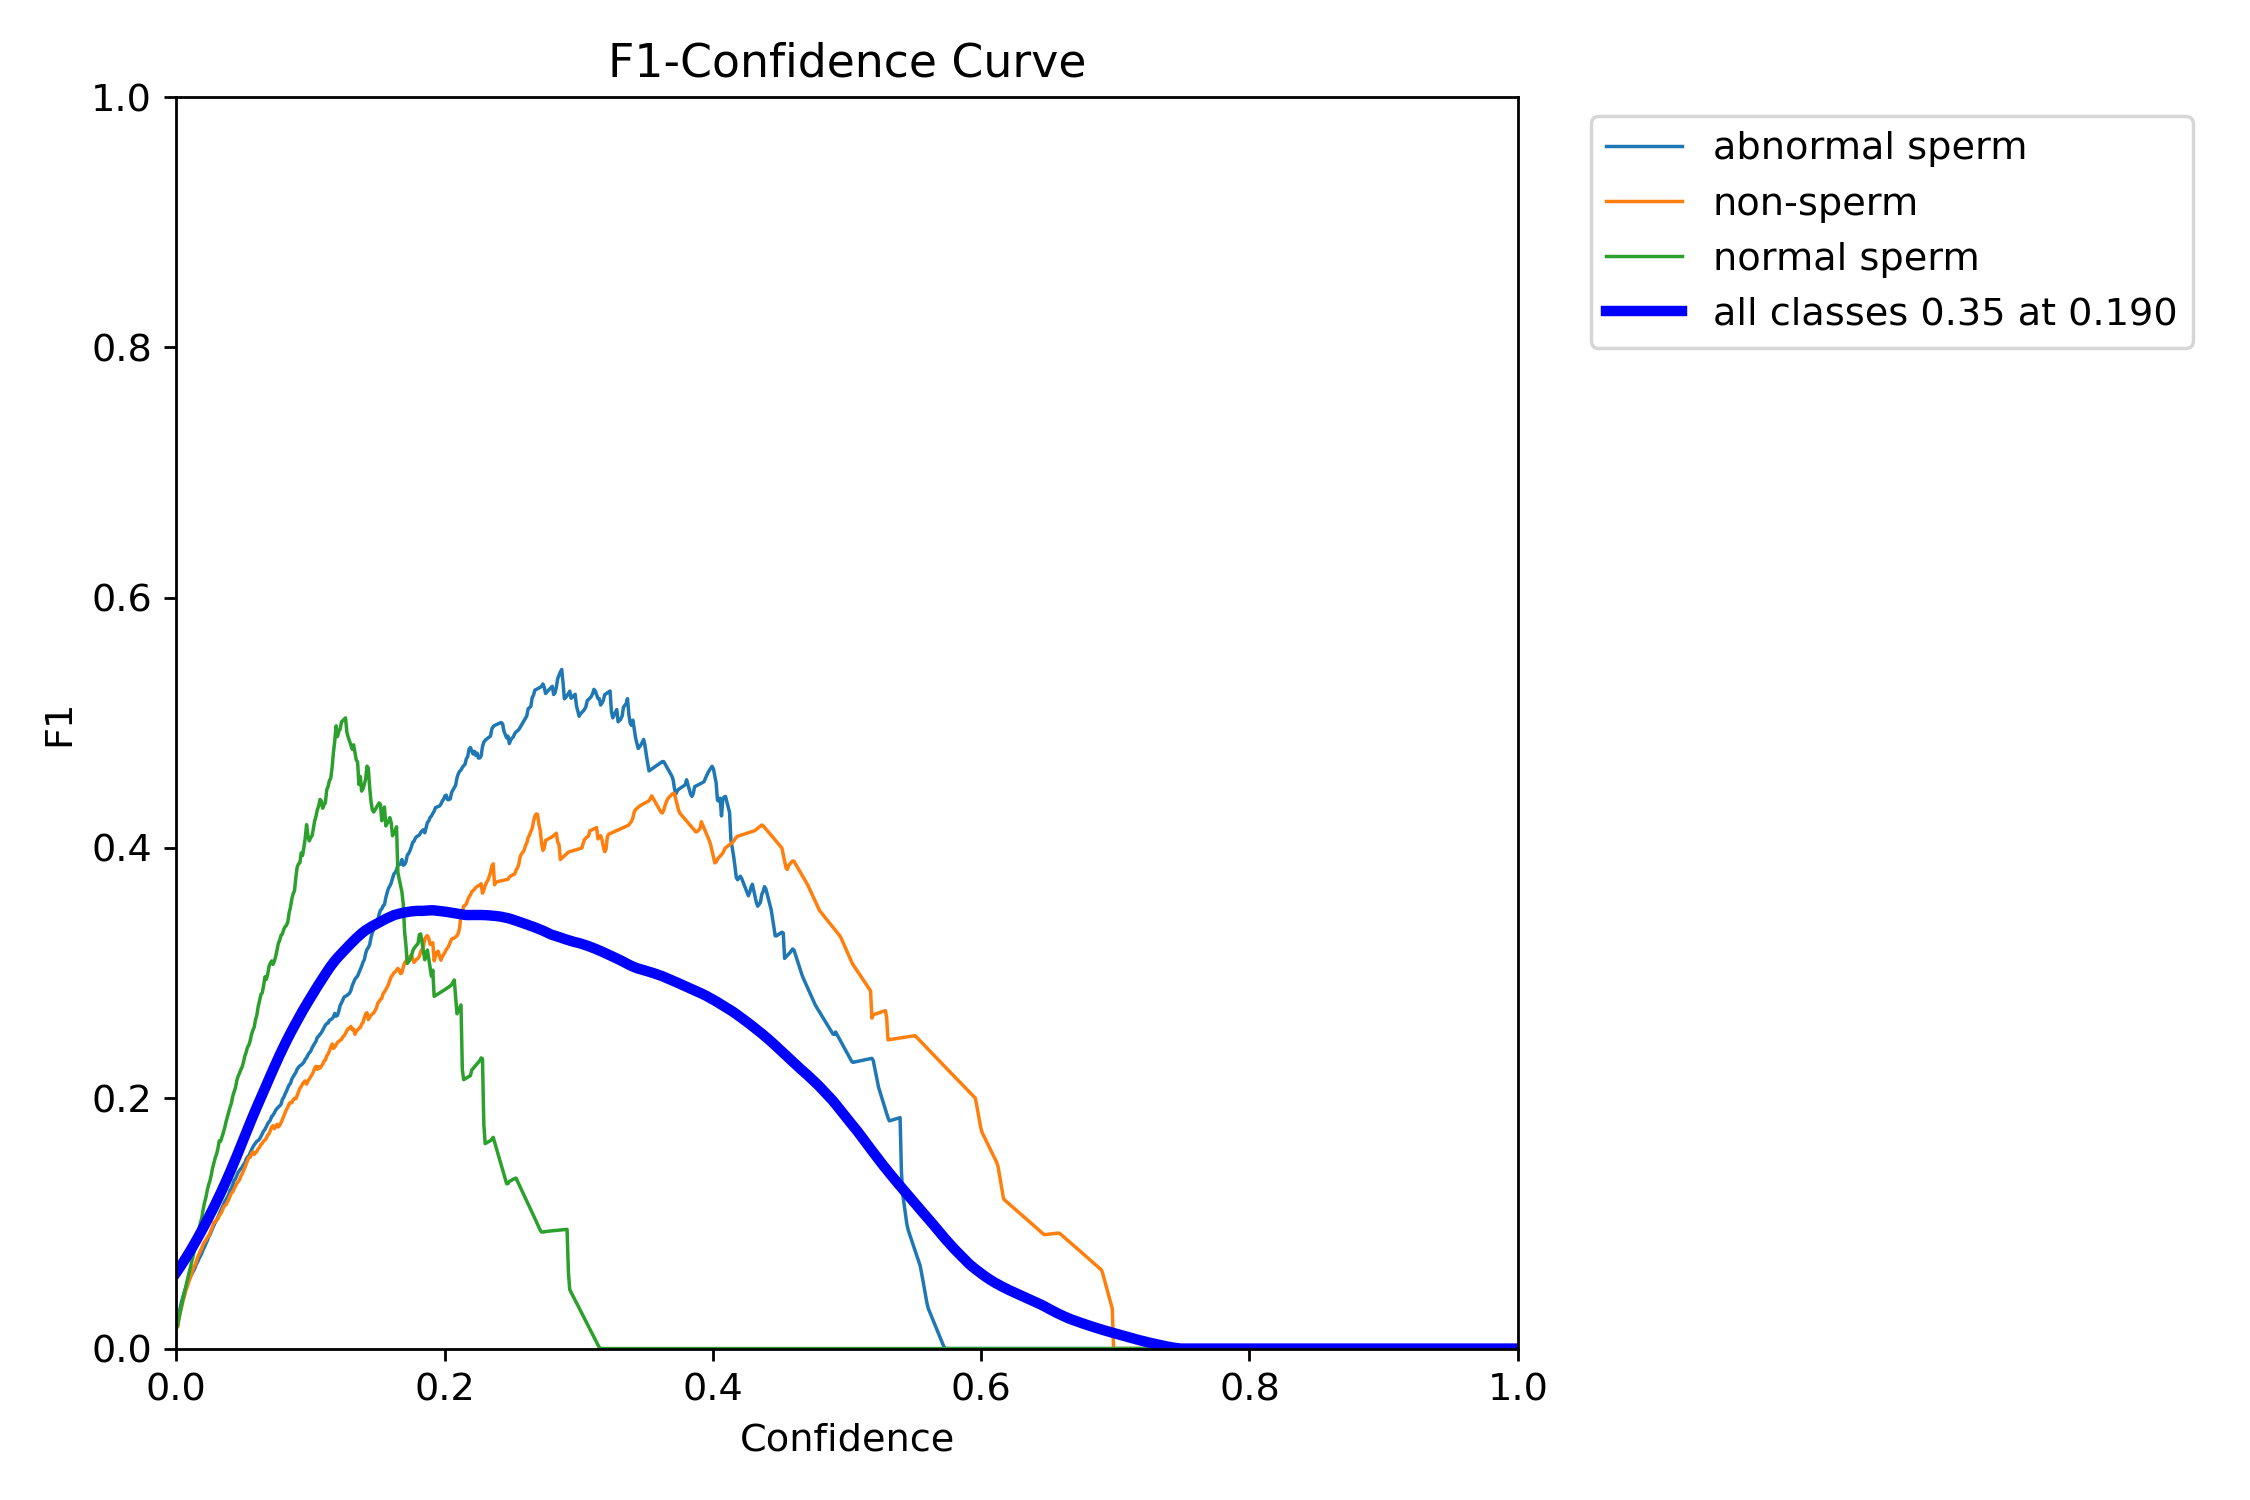 F1-Confidence Curve
1.0
0.8
0.6
0.4
0.2
0.0
F1
0.0 0.2 0.4 0.6 0.8 1.0
Confidence
abnormal sperm
non-sperm
normal sperm
all classes 0.35 at 0.190